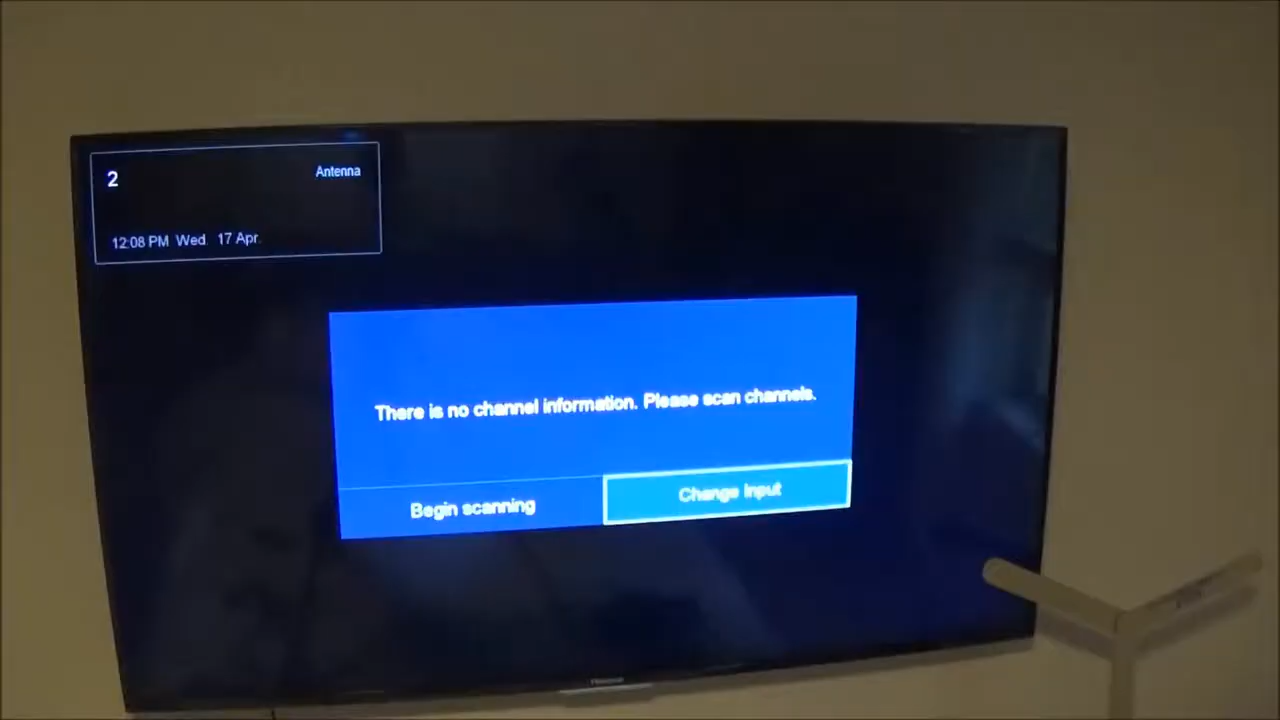 2 Antenna
12:08 PM Wed. 17 Apr.
There is no channel information. Please scan channels.
Begin scanning Change Input
Hisense